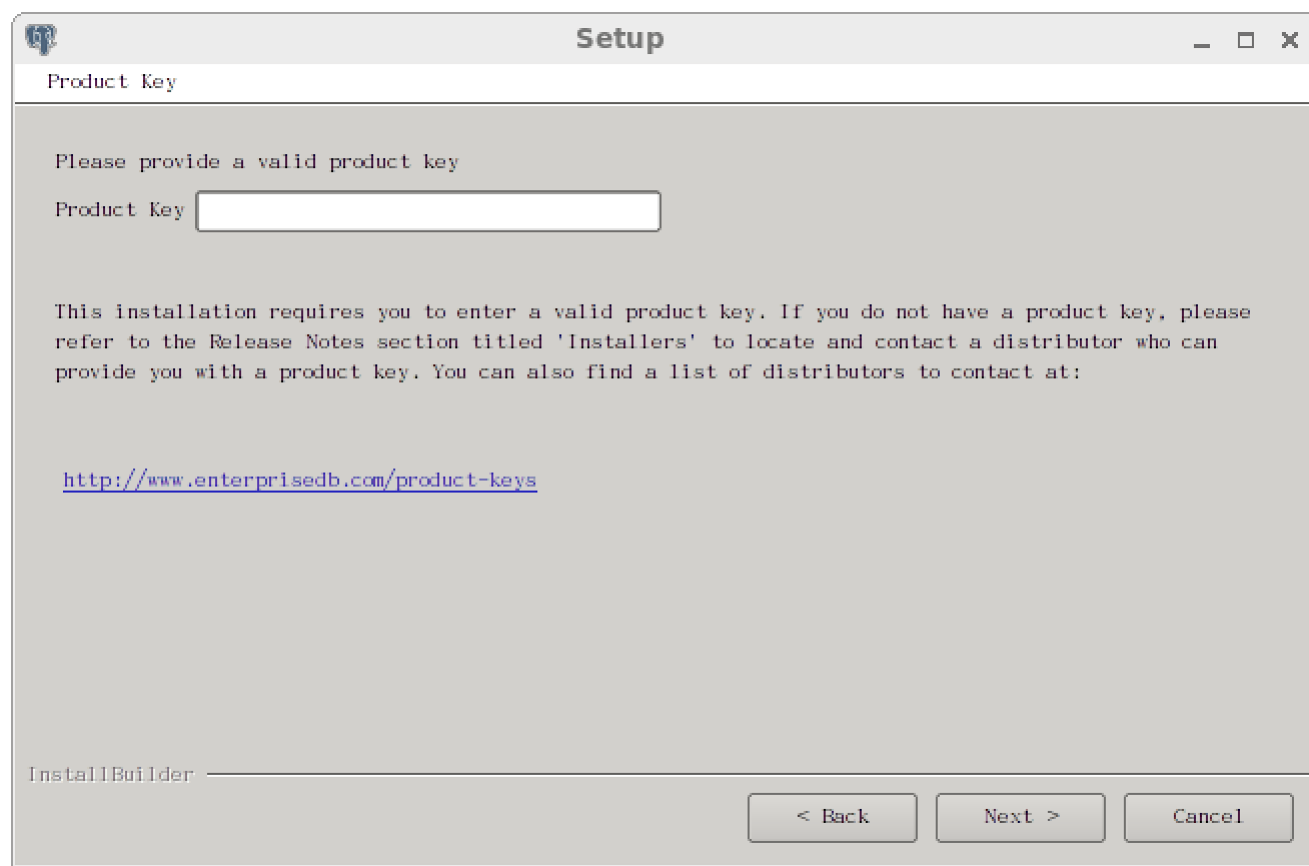 Setup
Product Key
Please provide a valid product key
Product Key
This installation requires you to enter a valid product key. If you do not have a product key, please
refer to the Release Notes section titled 'Installers' to locate and contact a distributor who can
provide you with a product key. You can also find a list of distributors to contact at:
http://www.enterprisedb.com/product-keys
InstallBuilder
< Back Next > Cancel